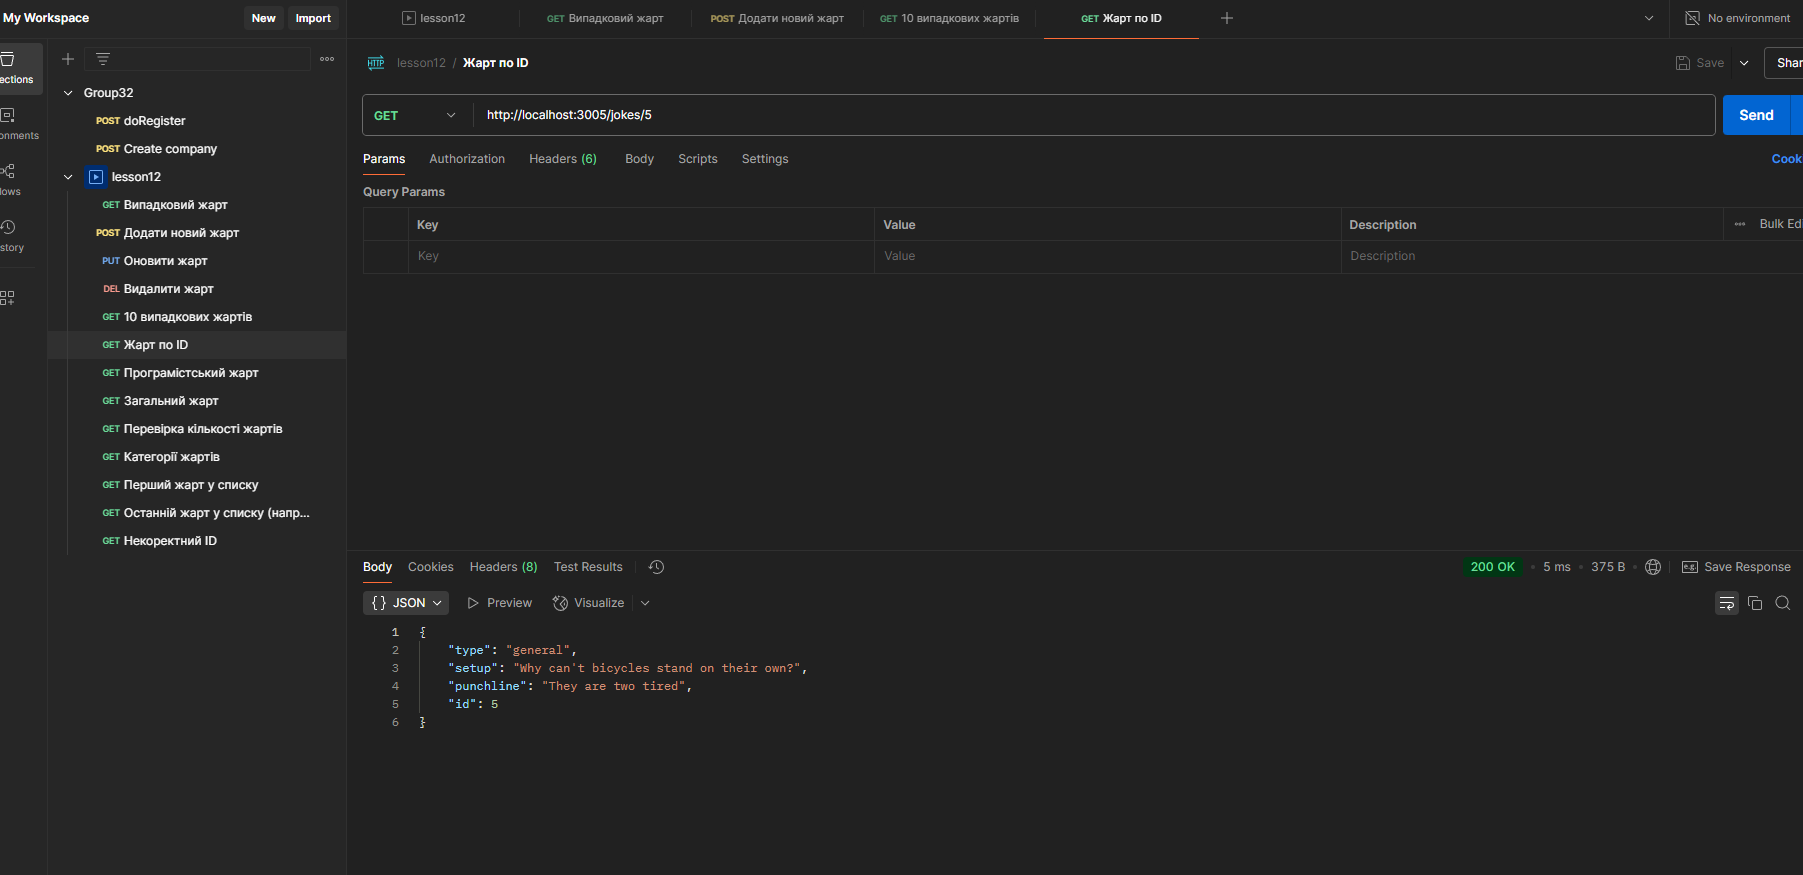 My Workspace
New
Import
lesson12
GET Випадковий жарт
POST Додати новий жарт
GET 10 випадкових жартів
GET Жарт по ID
No environment
ections
onments
lows
story
Group32
POST doRegister
POST Create company
lesson12
GET Випадковий жарт
POST Додати новий жарт
PUT Оновити жарт
DEL Видалити жарт
GET 10 випадкових жартів
GET Жарт по ID
GET Програмістський жарт
GET Загальний жарт
GET Перевірка кількості жартів
GET Категорії жартів
GET Перший жарт у списку
GET Останній жарт у списку (напр...
GET Некоректний ID
HTTP lesson12 / Жарт по ID
Save
Shar
GET http://localhost:3005/jokes/5
Send
Params Authorization Headers (6) Body Scripts Settings
Cook
Query Params
Key Value Description Bulk Edi
Key Value Description
Body Cookies Headers (8) Test Results
200 OK • 5 ms • 375 B • e.g. Save Response
{} JSON Preview Visualize
1 {
2 "type": "general",
3 "setup": "Why can't bicycles stand on their own?",
4 "punchline": "They are two tired",
5 "id": 5
6 }